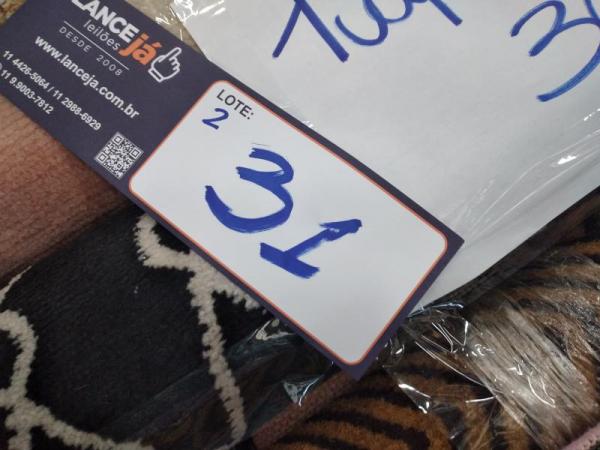 LANCE já
leilões
DESDE 2008
www.lanceja.com.br
11 4426-5064 / 11 2988-6929
11 9.9003-7812
LOTE:
2
31